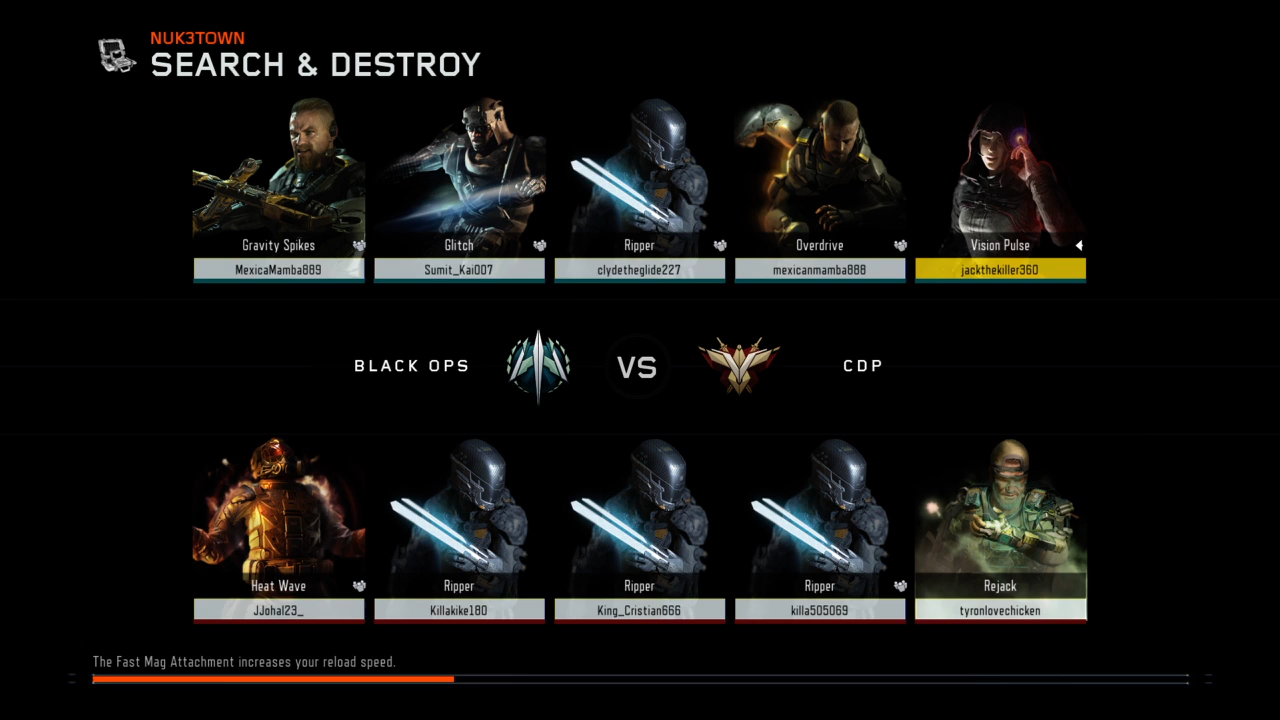 NUK3TOWN
SEARCH & DESTROY
Gravity Spikes
Glitch
Ripper
Overdrive
Vision Pulse
MexicaMamba889
Sumit_Kai007
clydetheglide227
mexicanmamba888
jackthekiller360
BLACK OPS
VS
CDP
Heat Wave
Ripper
Ripper
Ripper
Rejack
JJohal23_
Killakike180
King_Cristian666
killa505069
tyronlovechicken
The Fast Mag Attachment increases your reload speed.